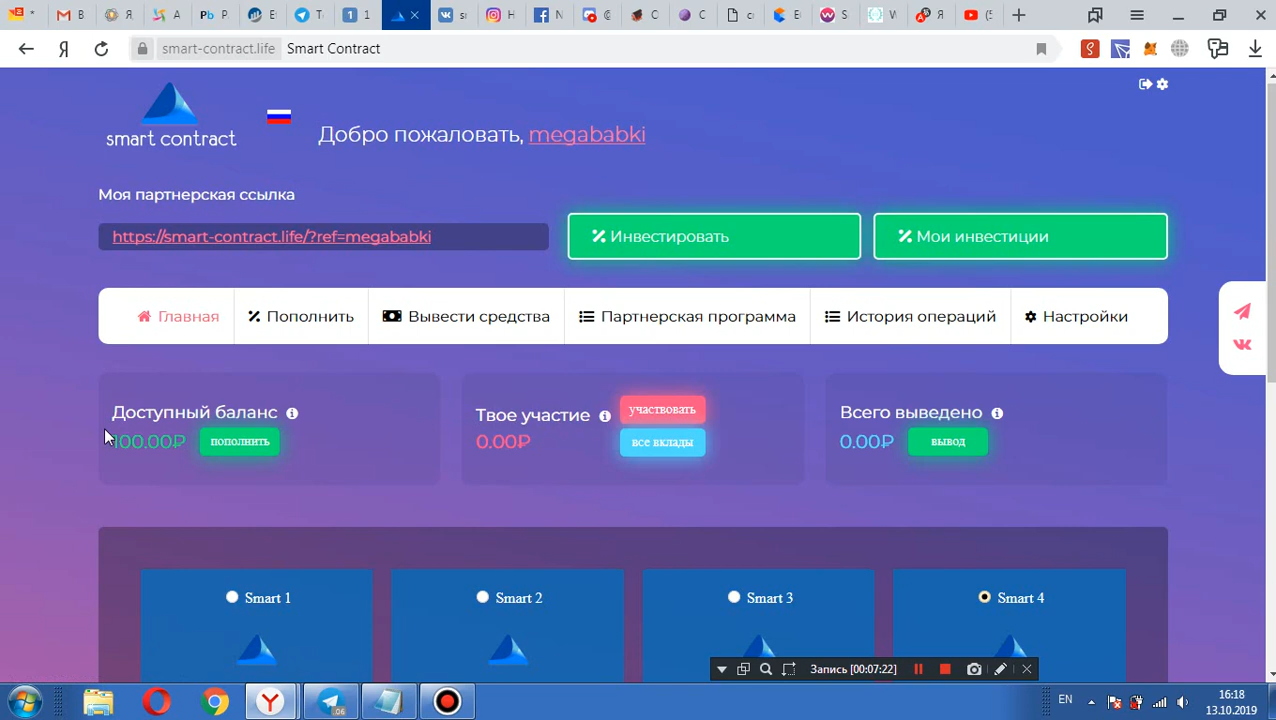 smart-contract.life Smart Contract
smart contract
Добро пожаловать, megababki
Моя партнерская ссылка
https://smart-contract.life/?ref=megababki
Инвестировать
Мои инвестиции
Главная
Пополнить
Вывести средства
Партнерская программа
История операций
Настройки
Доступный баланс
100.00₽
пополнить
Твое участие
0.00₽
участвовать
все вклады
Всего выведено
0.00₽
вывод
Smart 1
Smart 2
Smart 3
Smart 4
Запись [00:07:22]
EN
16:18
13.10.2019